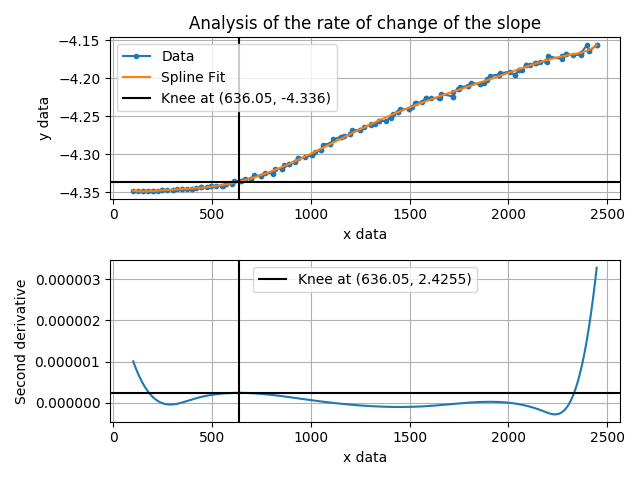 Analysis of the rate of change of the slope
−4.15
−4.20
−4.25
−4.30
−4.35
y data
Data
Spline Fit
Knee at (636.05, -4.336)
0
500
1000
1500
2000
2500
x data
0.000003
0.000002
0.000001
0.000000
Second derivative
Knee at (636.05, 2.4255)
0
500
1000
1500
2000
2500
x data